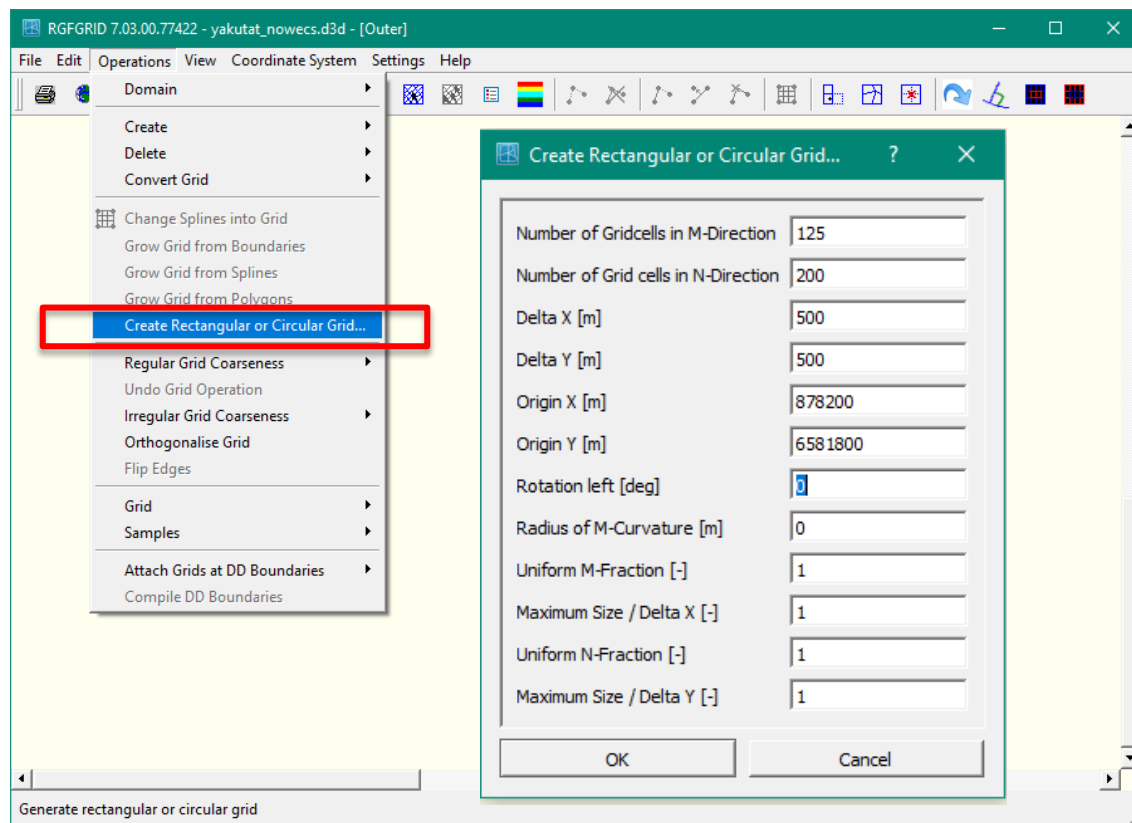 RGFGRID 7.03.00.77422 - yakutat_nowecs.d3d - [Outer]
File Edit Operations View Coordinate System Settings Help
Domain
Create
Delete
Convert Grid
Change Splines into Grid
Grow Grid from Boundaries
Grow Grid from Splines
Grow Grid from Polygons
Create Rectangular or Circular Grid...
Regular Grid Coarseness
Undo Grid Operation
Irregular Grid Coarseness
Orthogonalise Grid
Flip Edges
Grid
Samples
Attach Grids at DD Boundaries
Compile DD Boundaries
Create Rectangular or Circular Grid... ?
Number of Gridcells in M-Direction 125
Number of Grid cells in N-Direction 200
Delta X [m] 500
Delta Y [m] 500
Origin X [m] 878200
Origin Y [m] 6581800
Rotation left [deg] 0
Radius of M-Curvature [m] 0
Uniform M-Fraction [-] 1
Maximum Size / Delta X [-] 1
Uniform N-Fraction [-] 1
Maximum Size / Delta Y [-] 1
OK Cancel
Generate rectangular or circular grid